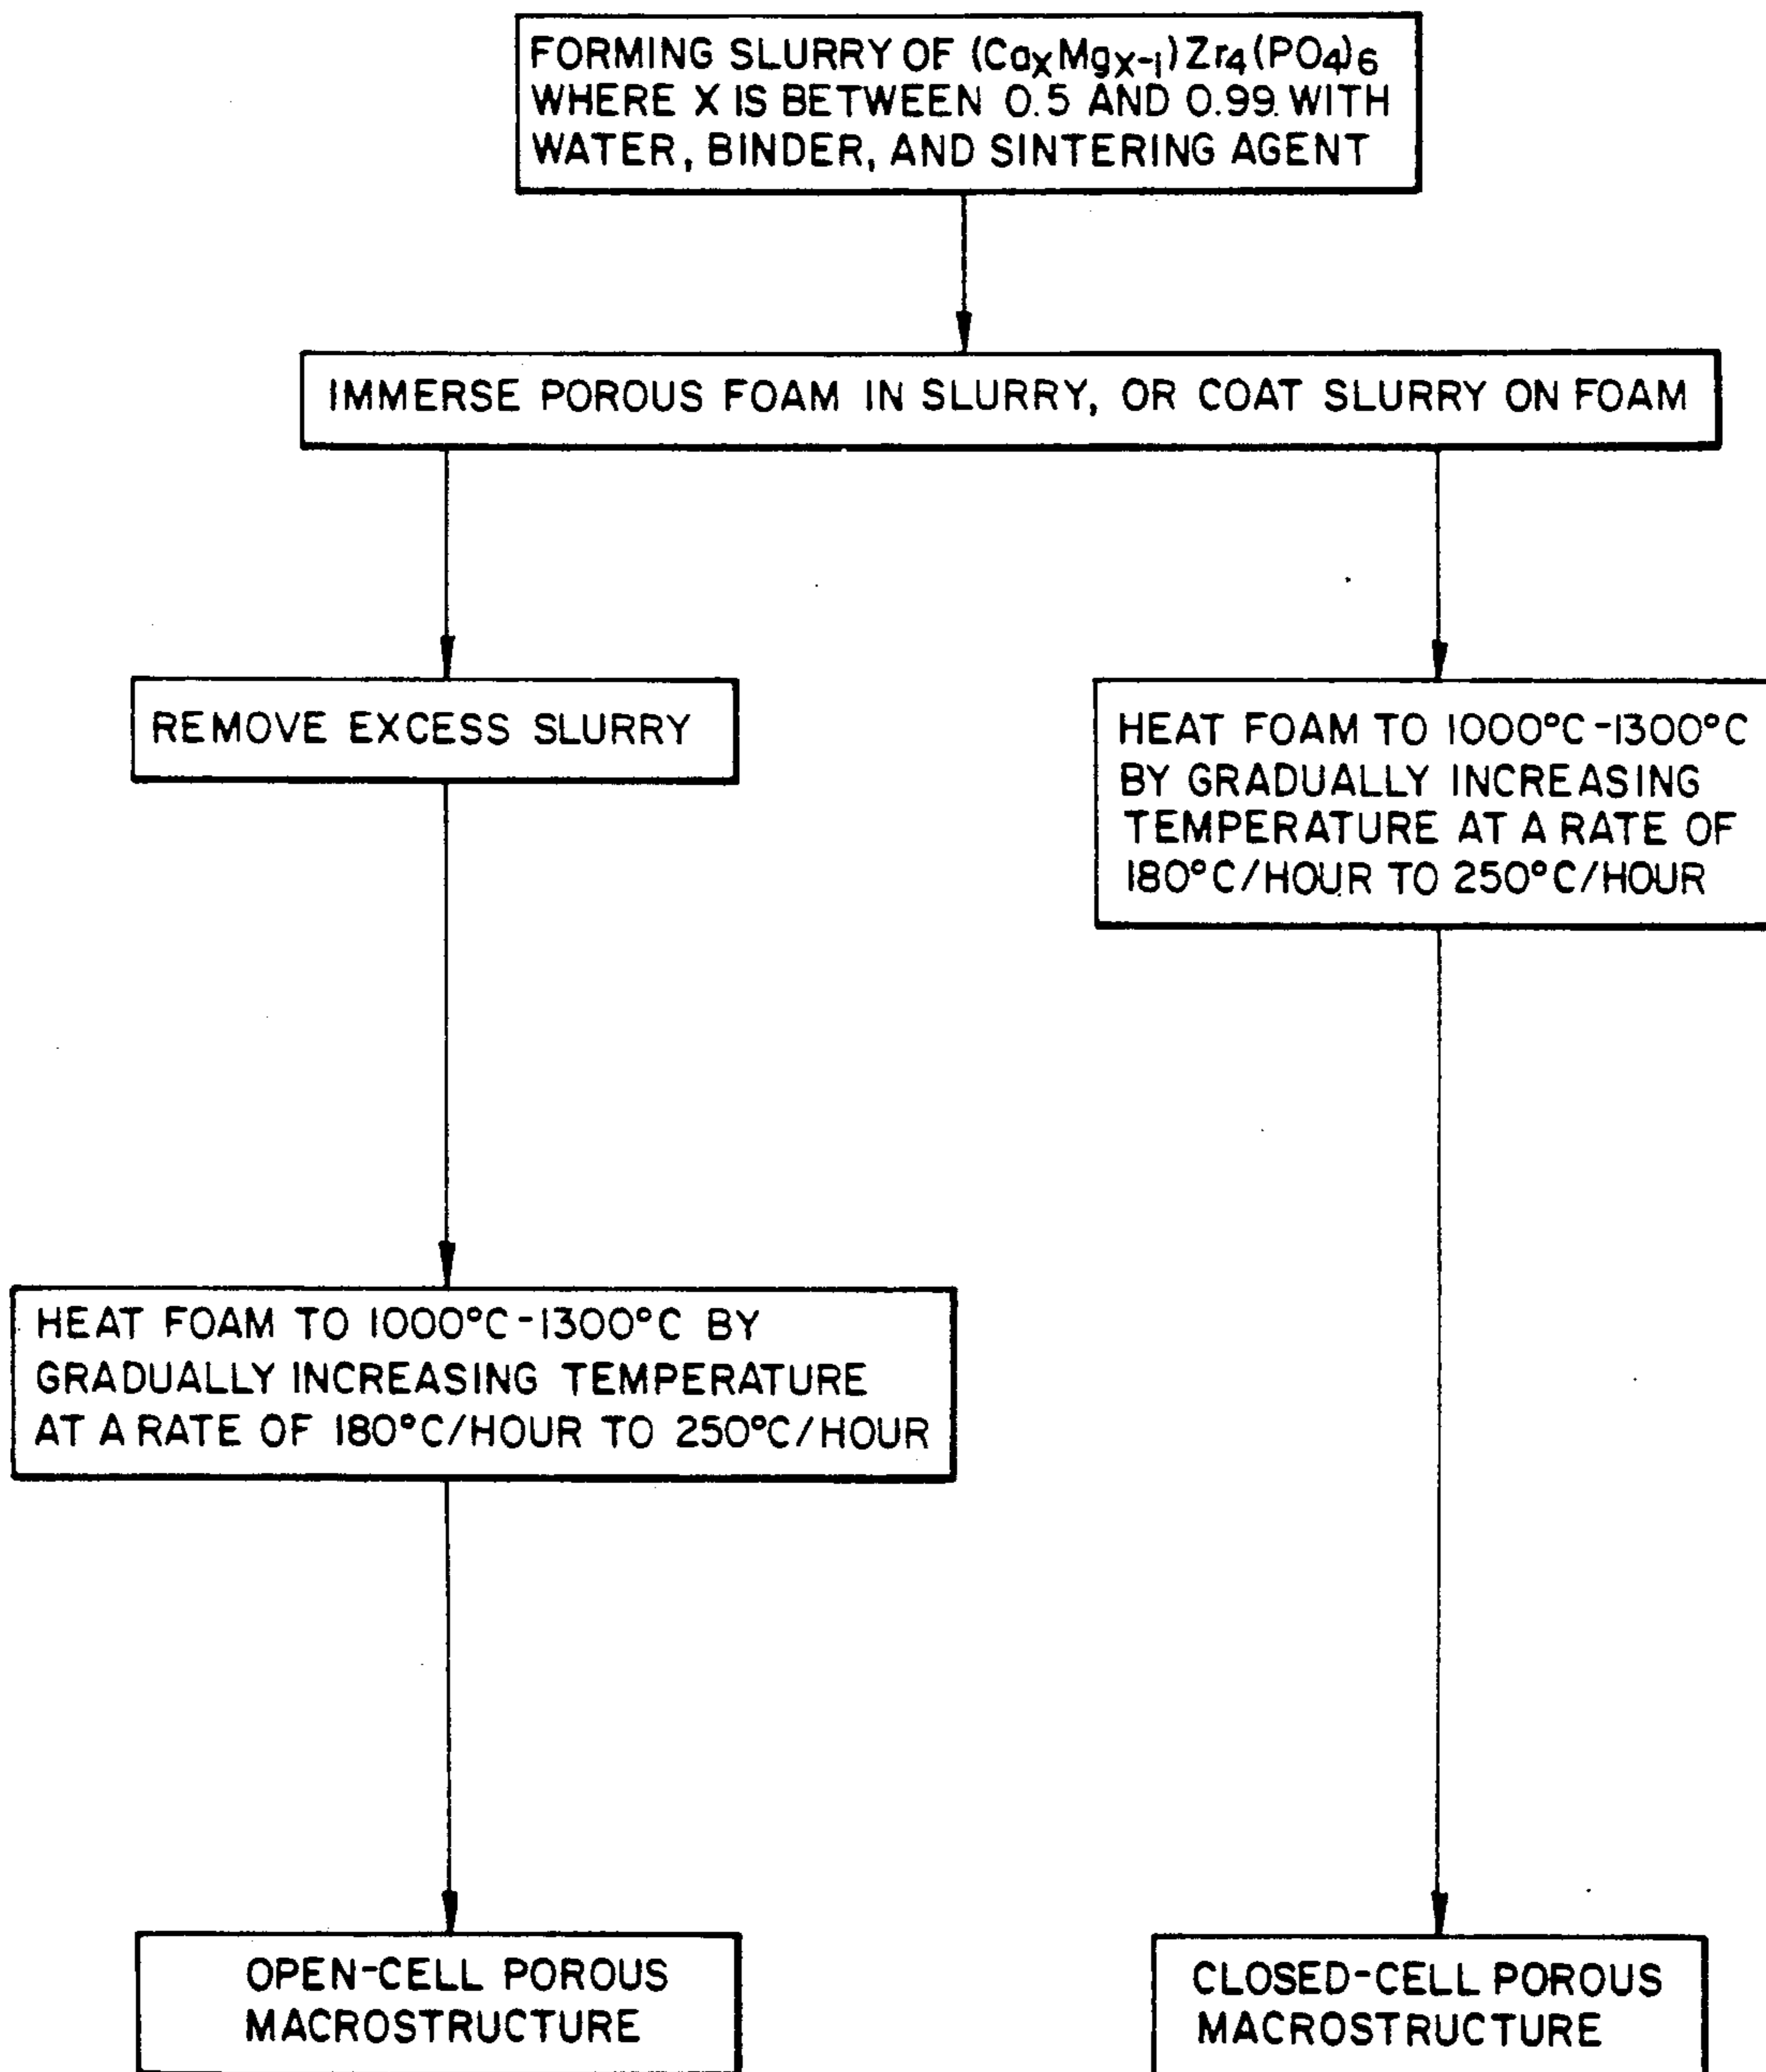 FORMING SLURRY OF (CaxMgx-1)Zr4(PO4)6
WHERE X IS BETWEEN 0.5 AND 0.99 WITH
WATER, BINDER, AND SINTERING AGENT
IMMERSE POROUS FOAM IN SLURRY, OR COAT SLURRY ON FOAM
REMOVE EXCESS SLURRY
HEAT FOAM TO 1000°C-1300°C
BY GRADUALLY INCREASING
TEMPERATURE AT A RATE OF
180°C/HOUR TO 250°C/HOUR
HEAT FOAM TO 1000°C-1300°C BY
GRADUALLY INCREASING TEMPERATURE
AT A RATE OF 180°C/HOUR TO 250°C/HOUR
OPEN-CELL POROUS
MACROSTRUCTURE
CLOSED-CELL POROUS
MACROSTRUCTURE